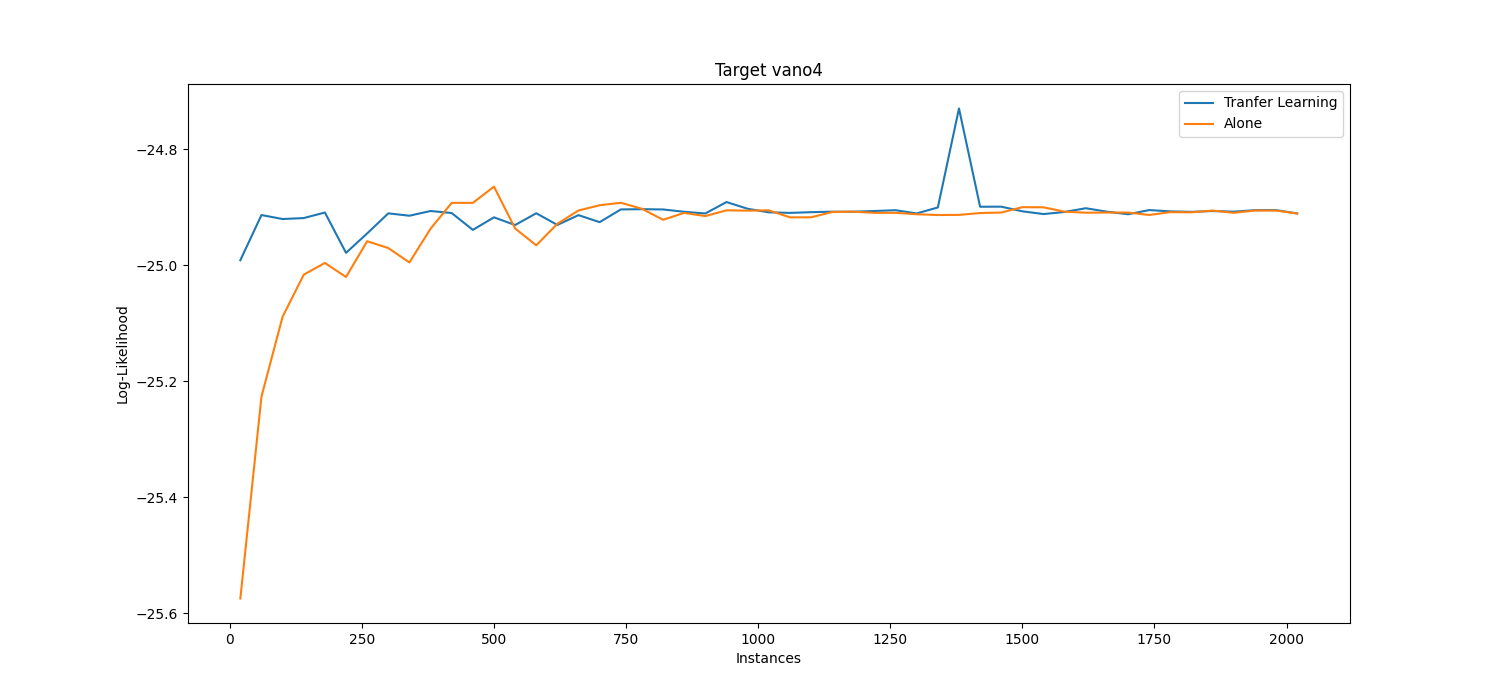 Target vano4
Tranfer Learning
Alone
−24.8
−25.0
−25.2
−25.4
−25.6
Log-Likelihood
0 250 500 750 1000 1250 1500 1750 2000
Instances